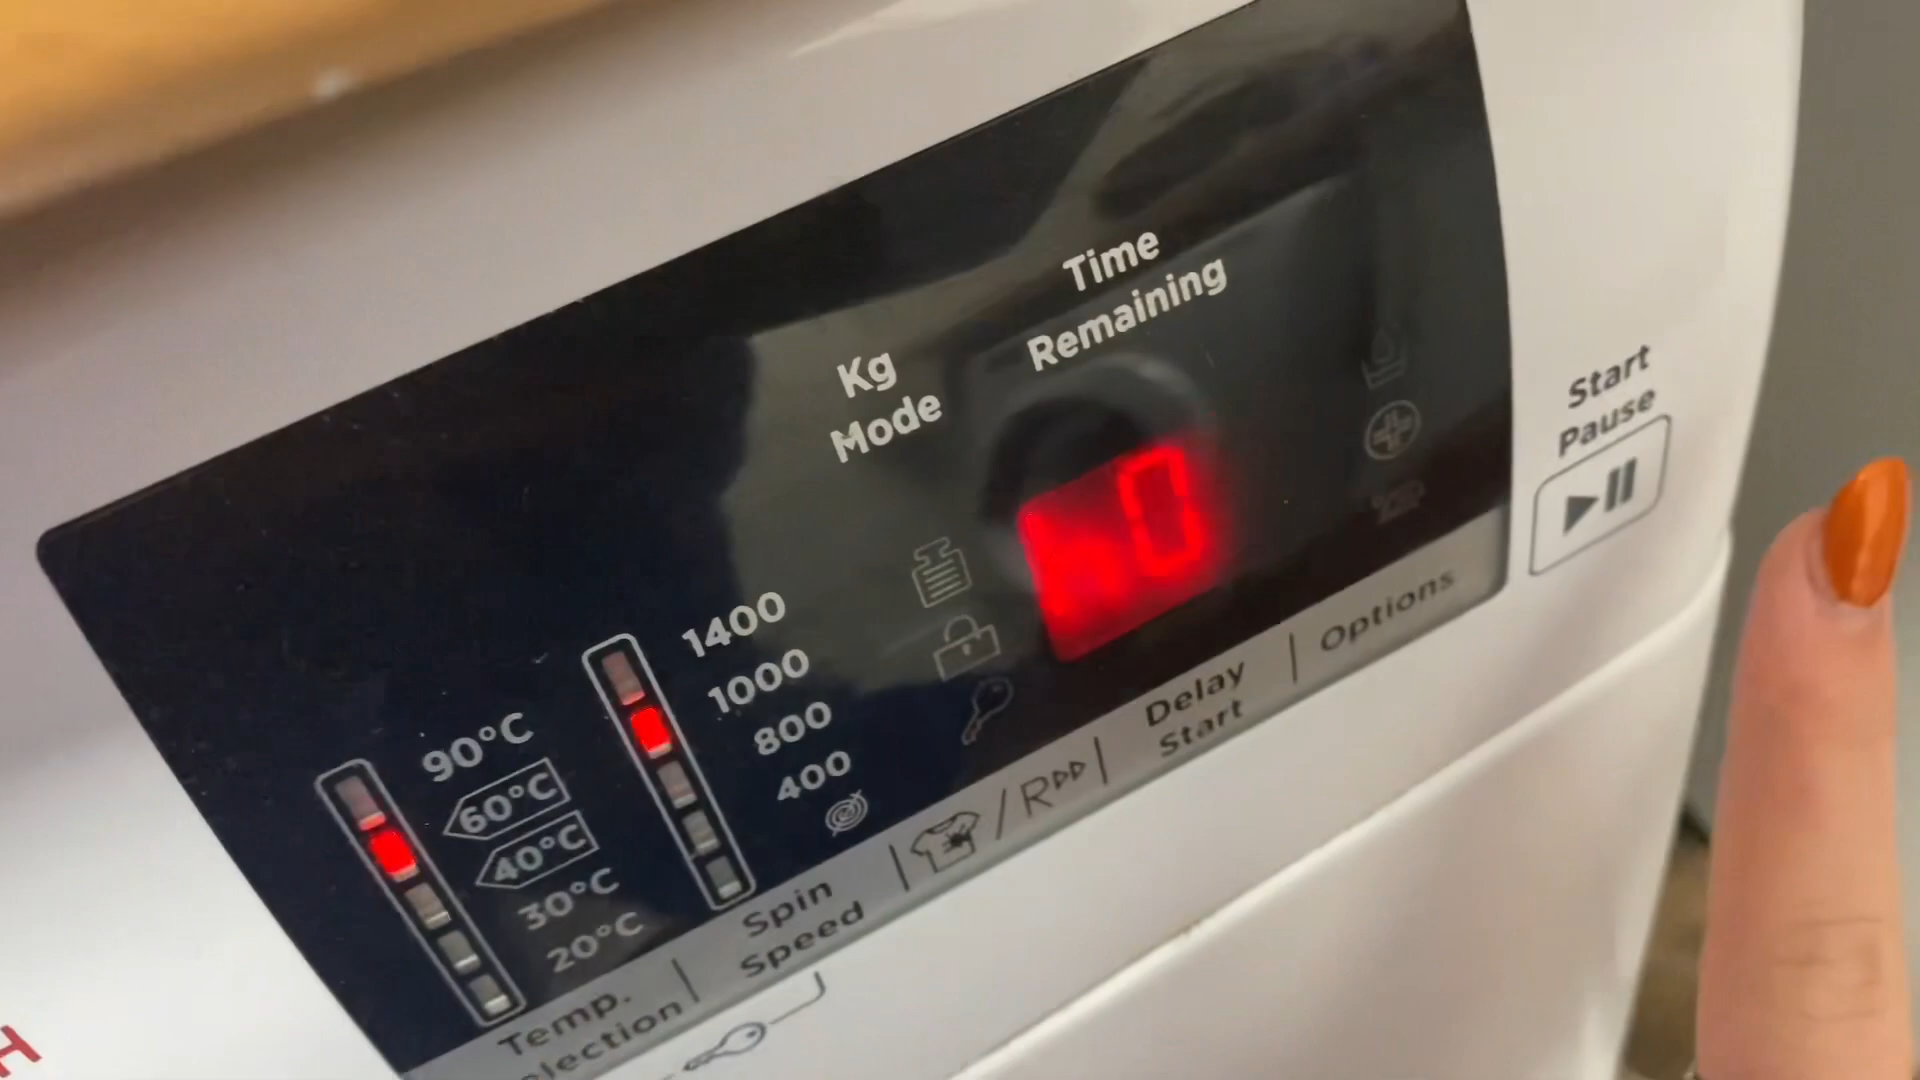 Time
Remaining
Kg
Mode
Start
Pause
h0
1400
1000
800
400
90°C
60°C
40°C
30°C
20°C
Options
Delay
Start
/ R
Spin
Speed
Temp.
H